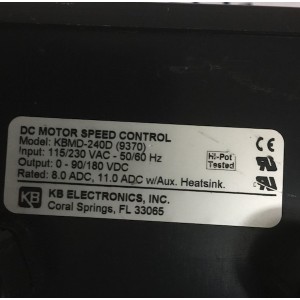 DC MOTOR SPEED CONTROL
Model: KBMD-240D (9370)
Input: 115/230 VAC - 50/60 Hz
Output: 0 - 90/180 VDC
Rated: 8.0 ADC, 11.0 ADC w/Aux. Heatsink.
Hi-Pot
Tested
CE
KB
KB ELECTRONICS, INC.
Coral Springs, FL 33065